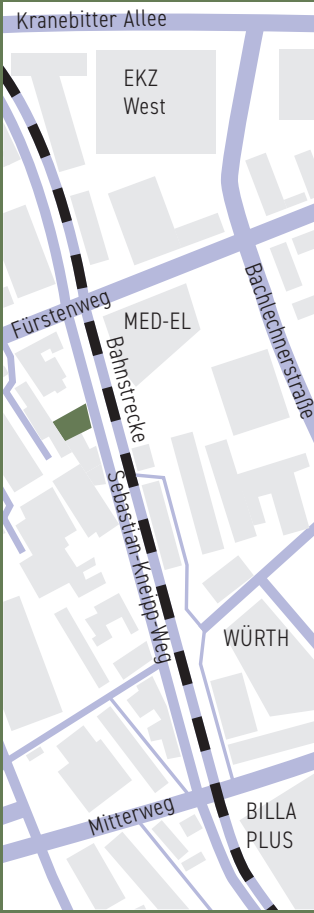 Kranebitter Allee
EKZ
West
Bachlechnerstraße
Fürstenweg
MED-EL
Bahnstrecke
Sebastian-Kneipp-Weg
WÜRTH
Mitterweg
BILLA
PLUS